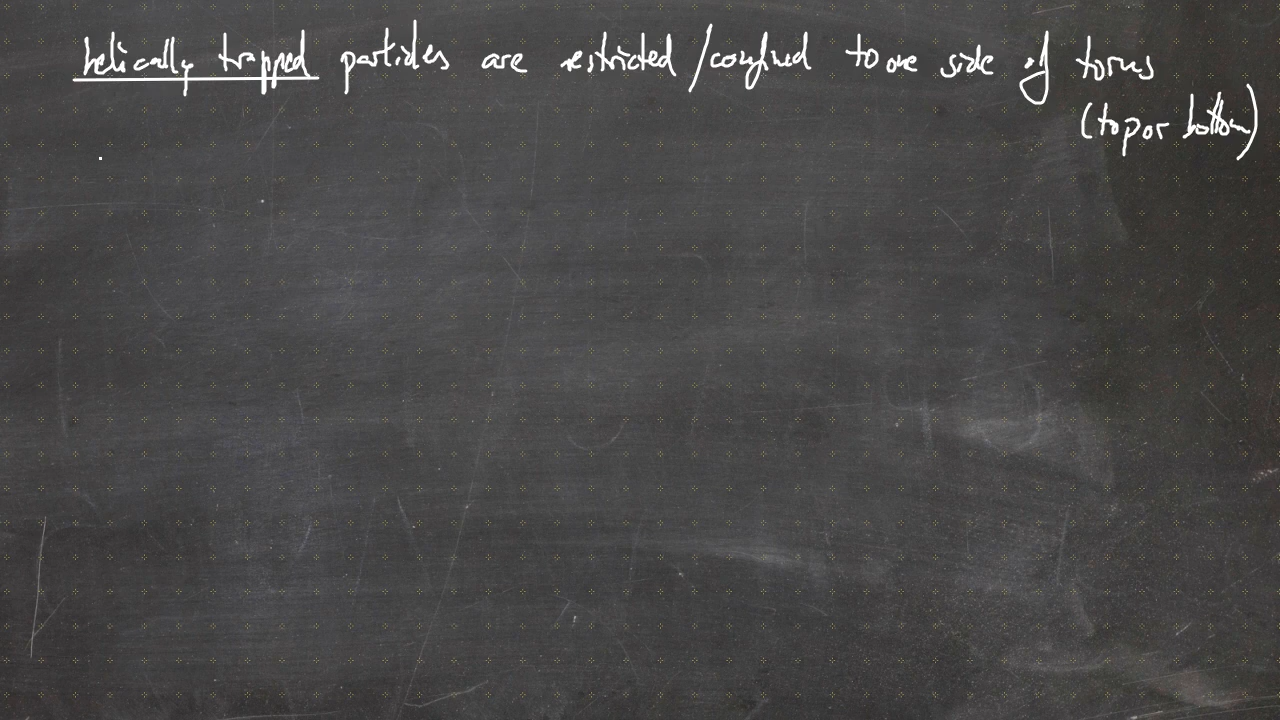 helically trapped particles are restricted / confined to one side of torus
(top or bottom)